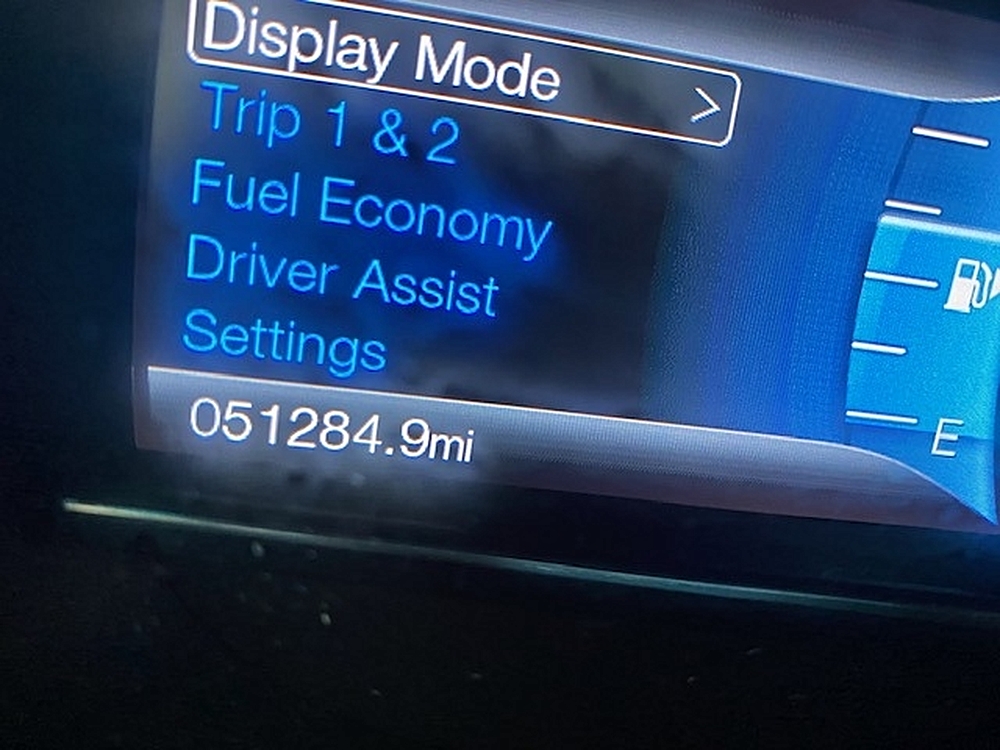 Display Mode >
Trip 1 & 2
Fuel Economy
Driver Assist
Settings
051284.9mi
E